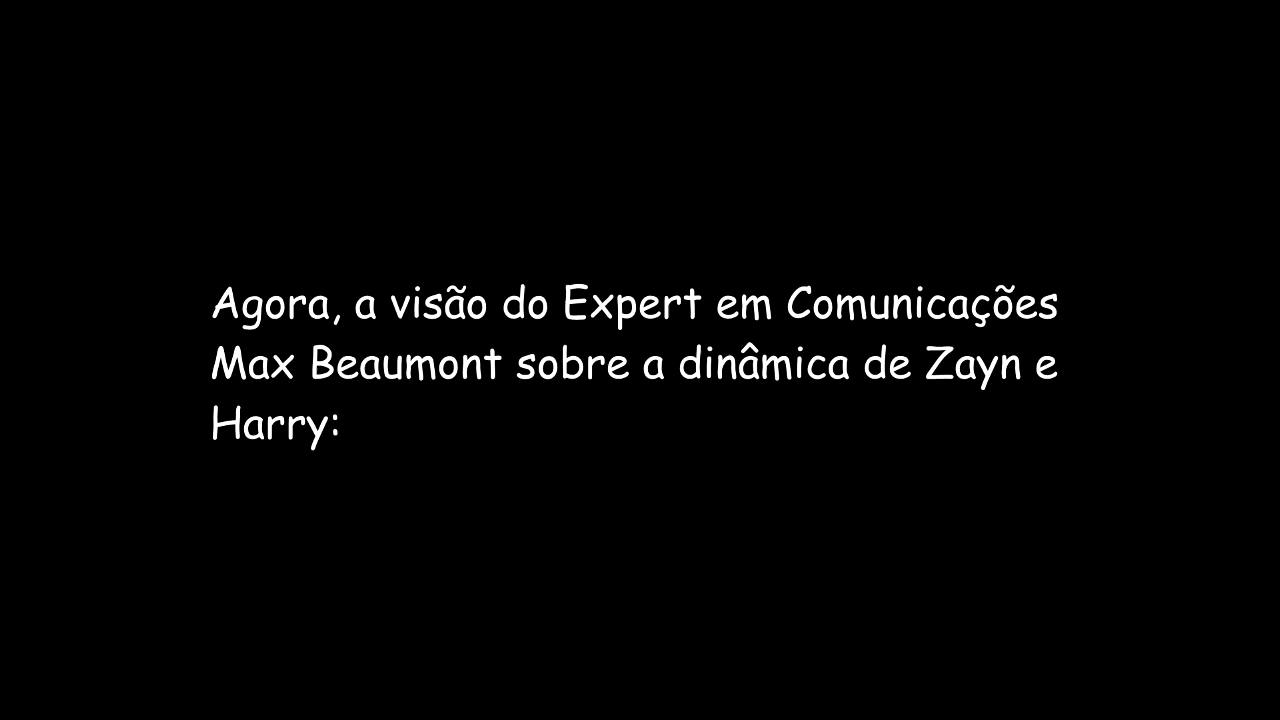 Agora, a visão do Expert em Comunicações
Max Beaumont sobre a dinâmica de Zayn e
Harry: